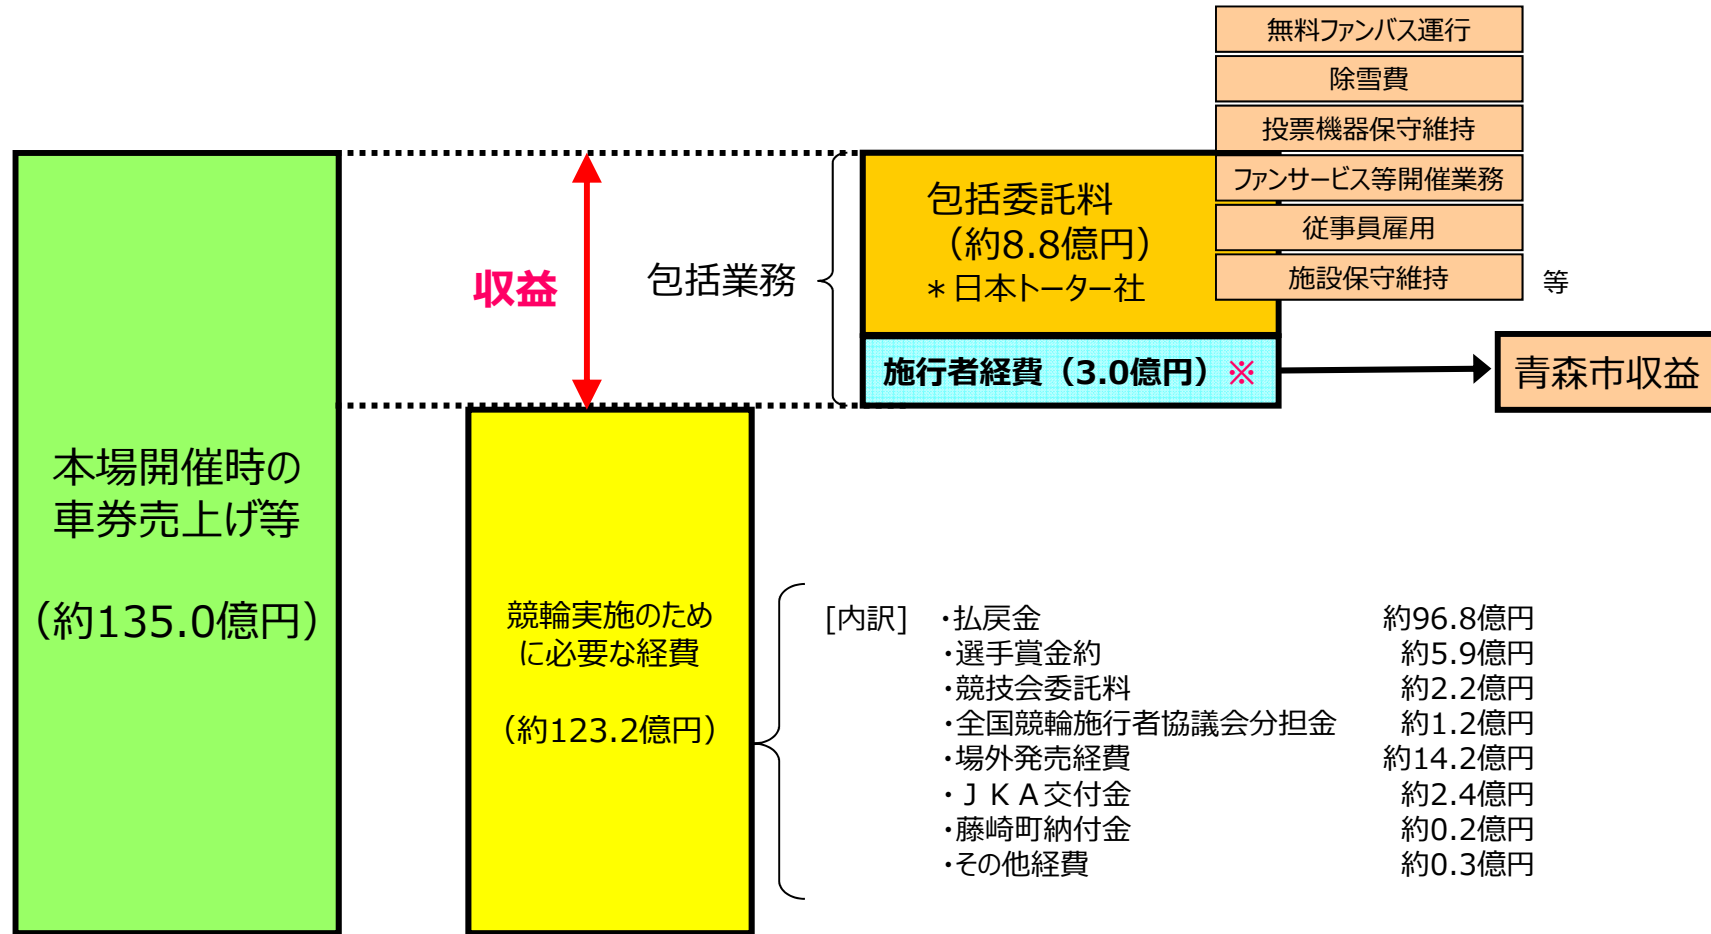 無料ファンバス運行
除雪費
投票機器保守維持
ファンサービス等開催業務
従事員雇用
施設保守維持
等
包括委託料
（約8.8億円）
＊日本トーター社
包括業務
収益
施行者経費（3.0億円）※
青森市収益
本場開催時の
車券売上げ等
（約135.0億円）
競輪実施のため
に必要な経費
（約123.2億円）
[内訳] ・払戻金 約96.8億円
・選手賞金約 約5.9億円
・競技会委託料 約2.2億円
・全国競輪施行者協議会分担金 約1.2億円
・場外発売経費 約14.2億円
・ＪＫＡ交付金 約2.4億円
・藤崎町納付金 約0.2億円
・その他経費 約0.3億円